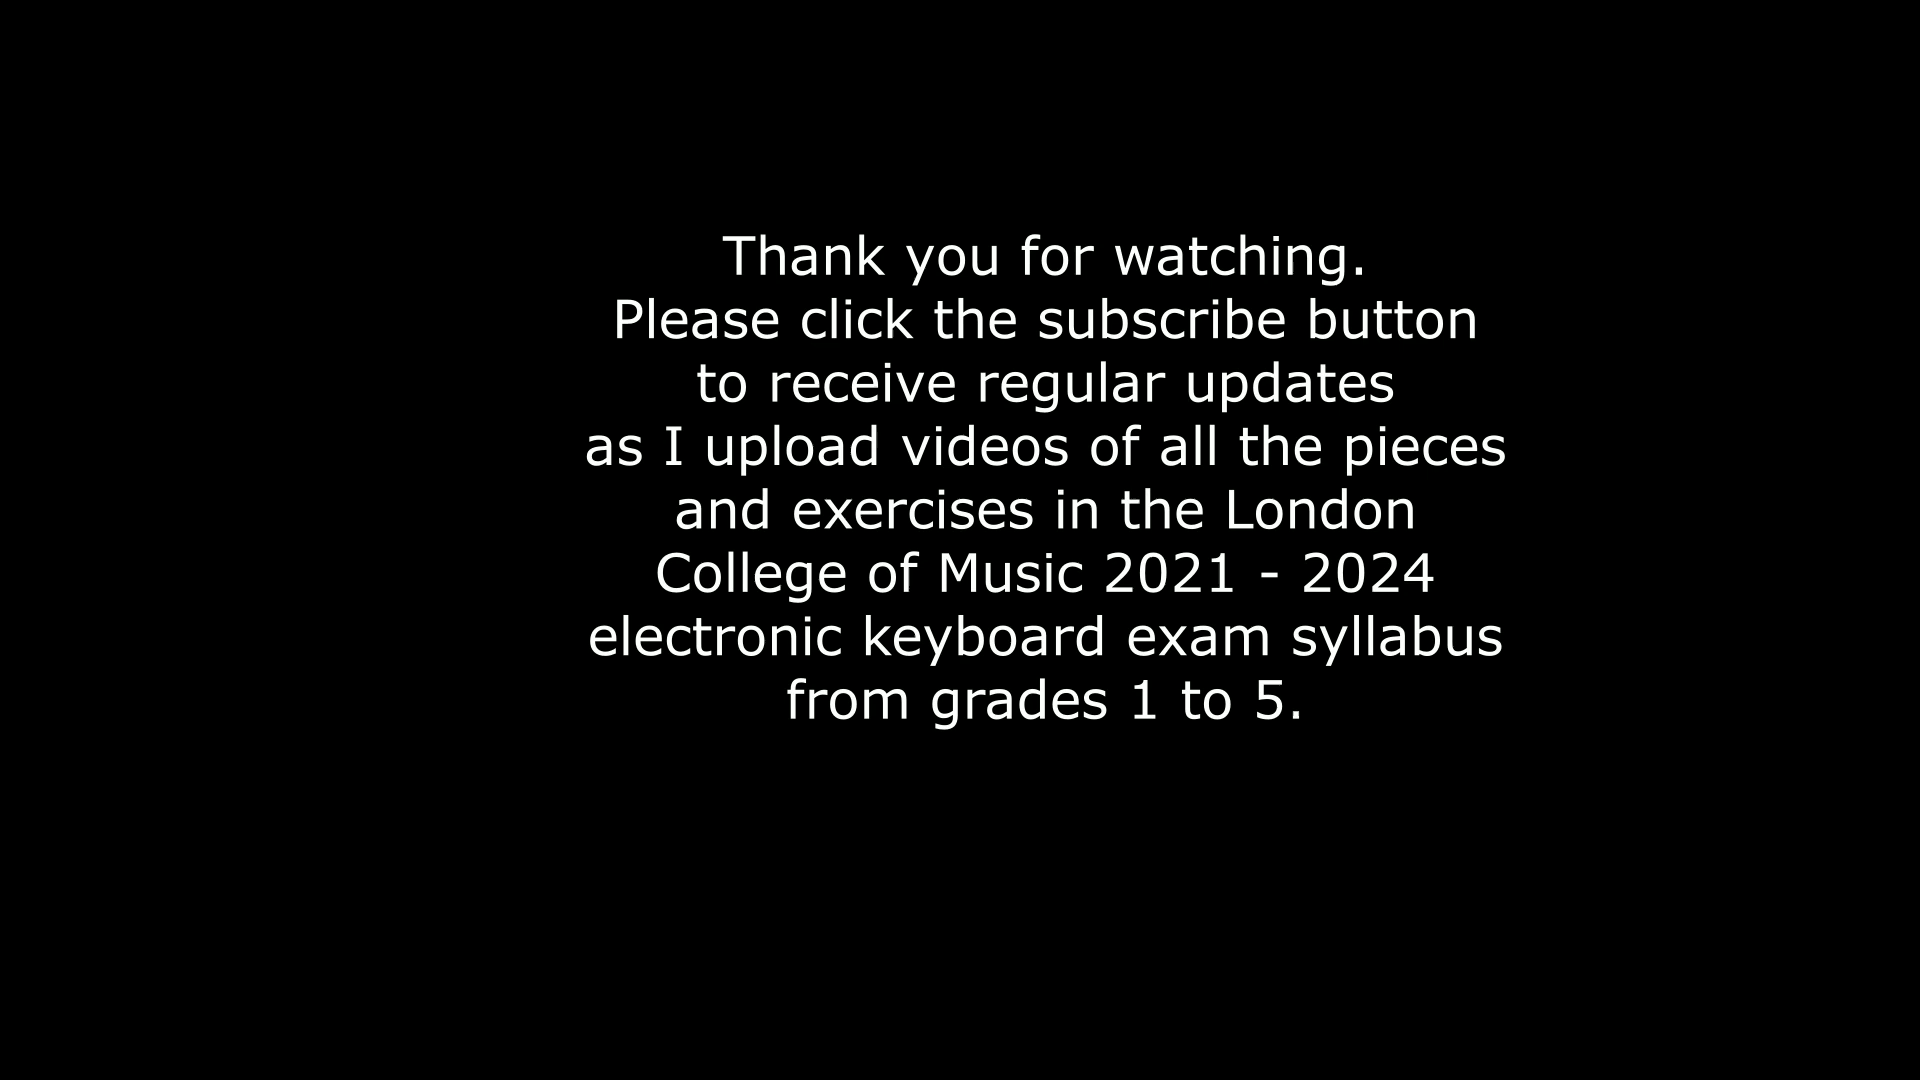 Thank you for watching.
Please click the subscribe button
to receive regular updates
as I upload videos of all the pieces
and exercises in the London
College of Music 2021 - 2024
electronic keyboard exam syllabus
from grades 1 to 5.